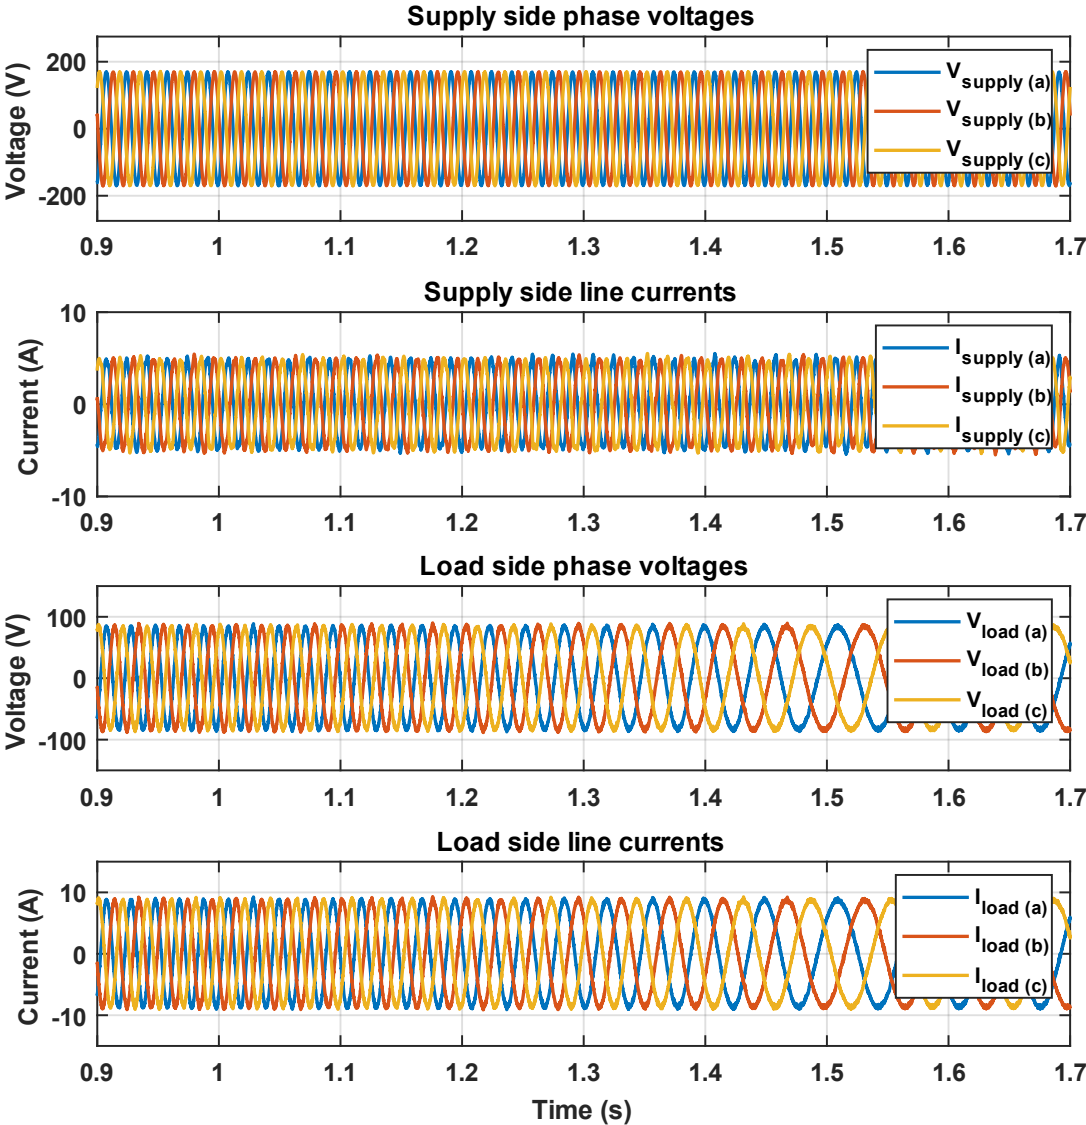 Supply side phase voltages
Voltage (V)
200
0
-200
V supply (a)
V supply (b)
V supply (c)
0.9 1 1.1 1.2 1.3 1.4 1.5 1.6 1.7
Supply side line currents
Current (A)
10
0
-10
I supply (a)
I supply (b)
I supply (c)
0.9 1 1.1 1.2 1.3 1.4 1.5 1.6 1.7
Load side phase voltages
Voltage (V)
100
0
-100
V load (a)
V load (b)
V load (c)
0.9 1 1.1 1.2 1.3 1.4 1.5 1.6 1.7
Load side line currents
Current (A)
10
0
-10
I load (a)
I load (b)
I load (c)
0.9 1 1.1 1.2 1.3 1.4 1.5 1.6 1.7
Time (s)